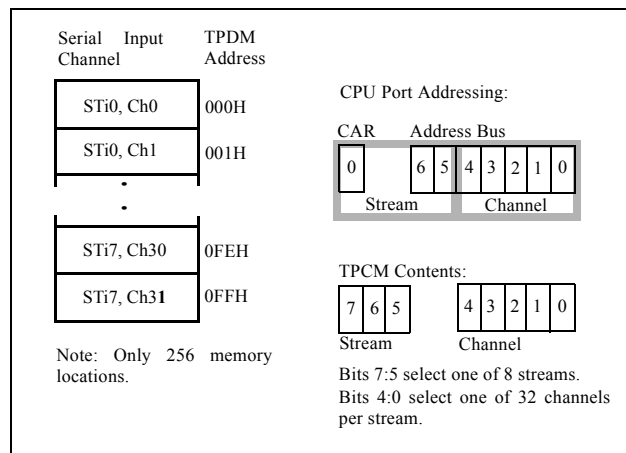 Serial Input Channel
TPDM Address
STi0, Ch0
000H
STi0, Ch1
001H
STi7, Ch30
0FEH
STi7, Ch31
0FFH
Note: Only 256 memory
locations.
CPU Port Addressing:
CAR Address Bus
0 6 5 4 3 2 1 0
Stream Channel
TPCM Contents:
7 6 5 4 3 2 1 0
Stream Channel
Bits 7:5 select one of 8 streams.
Bits 4:0 select one of 32 channels
per stream.